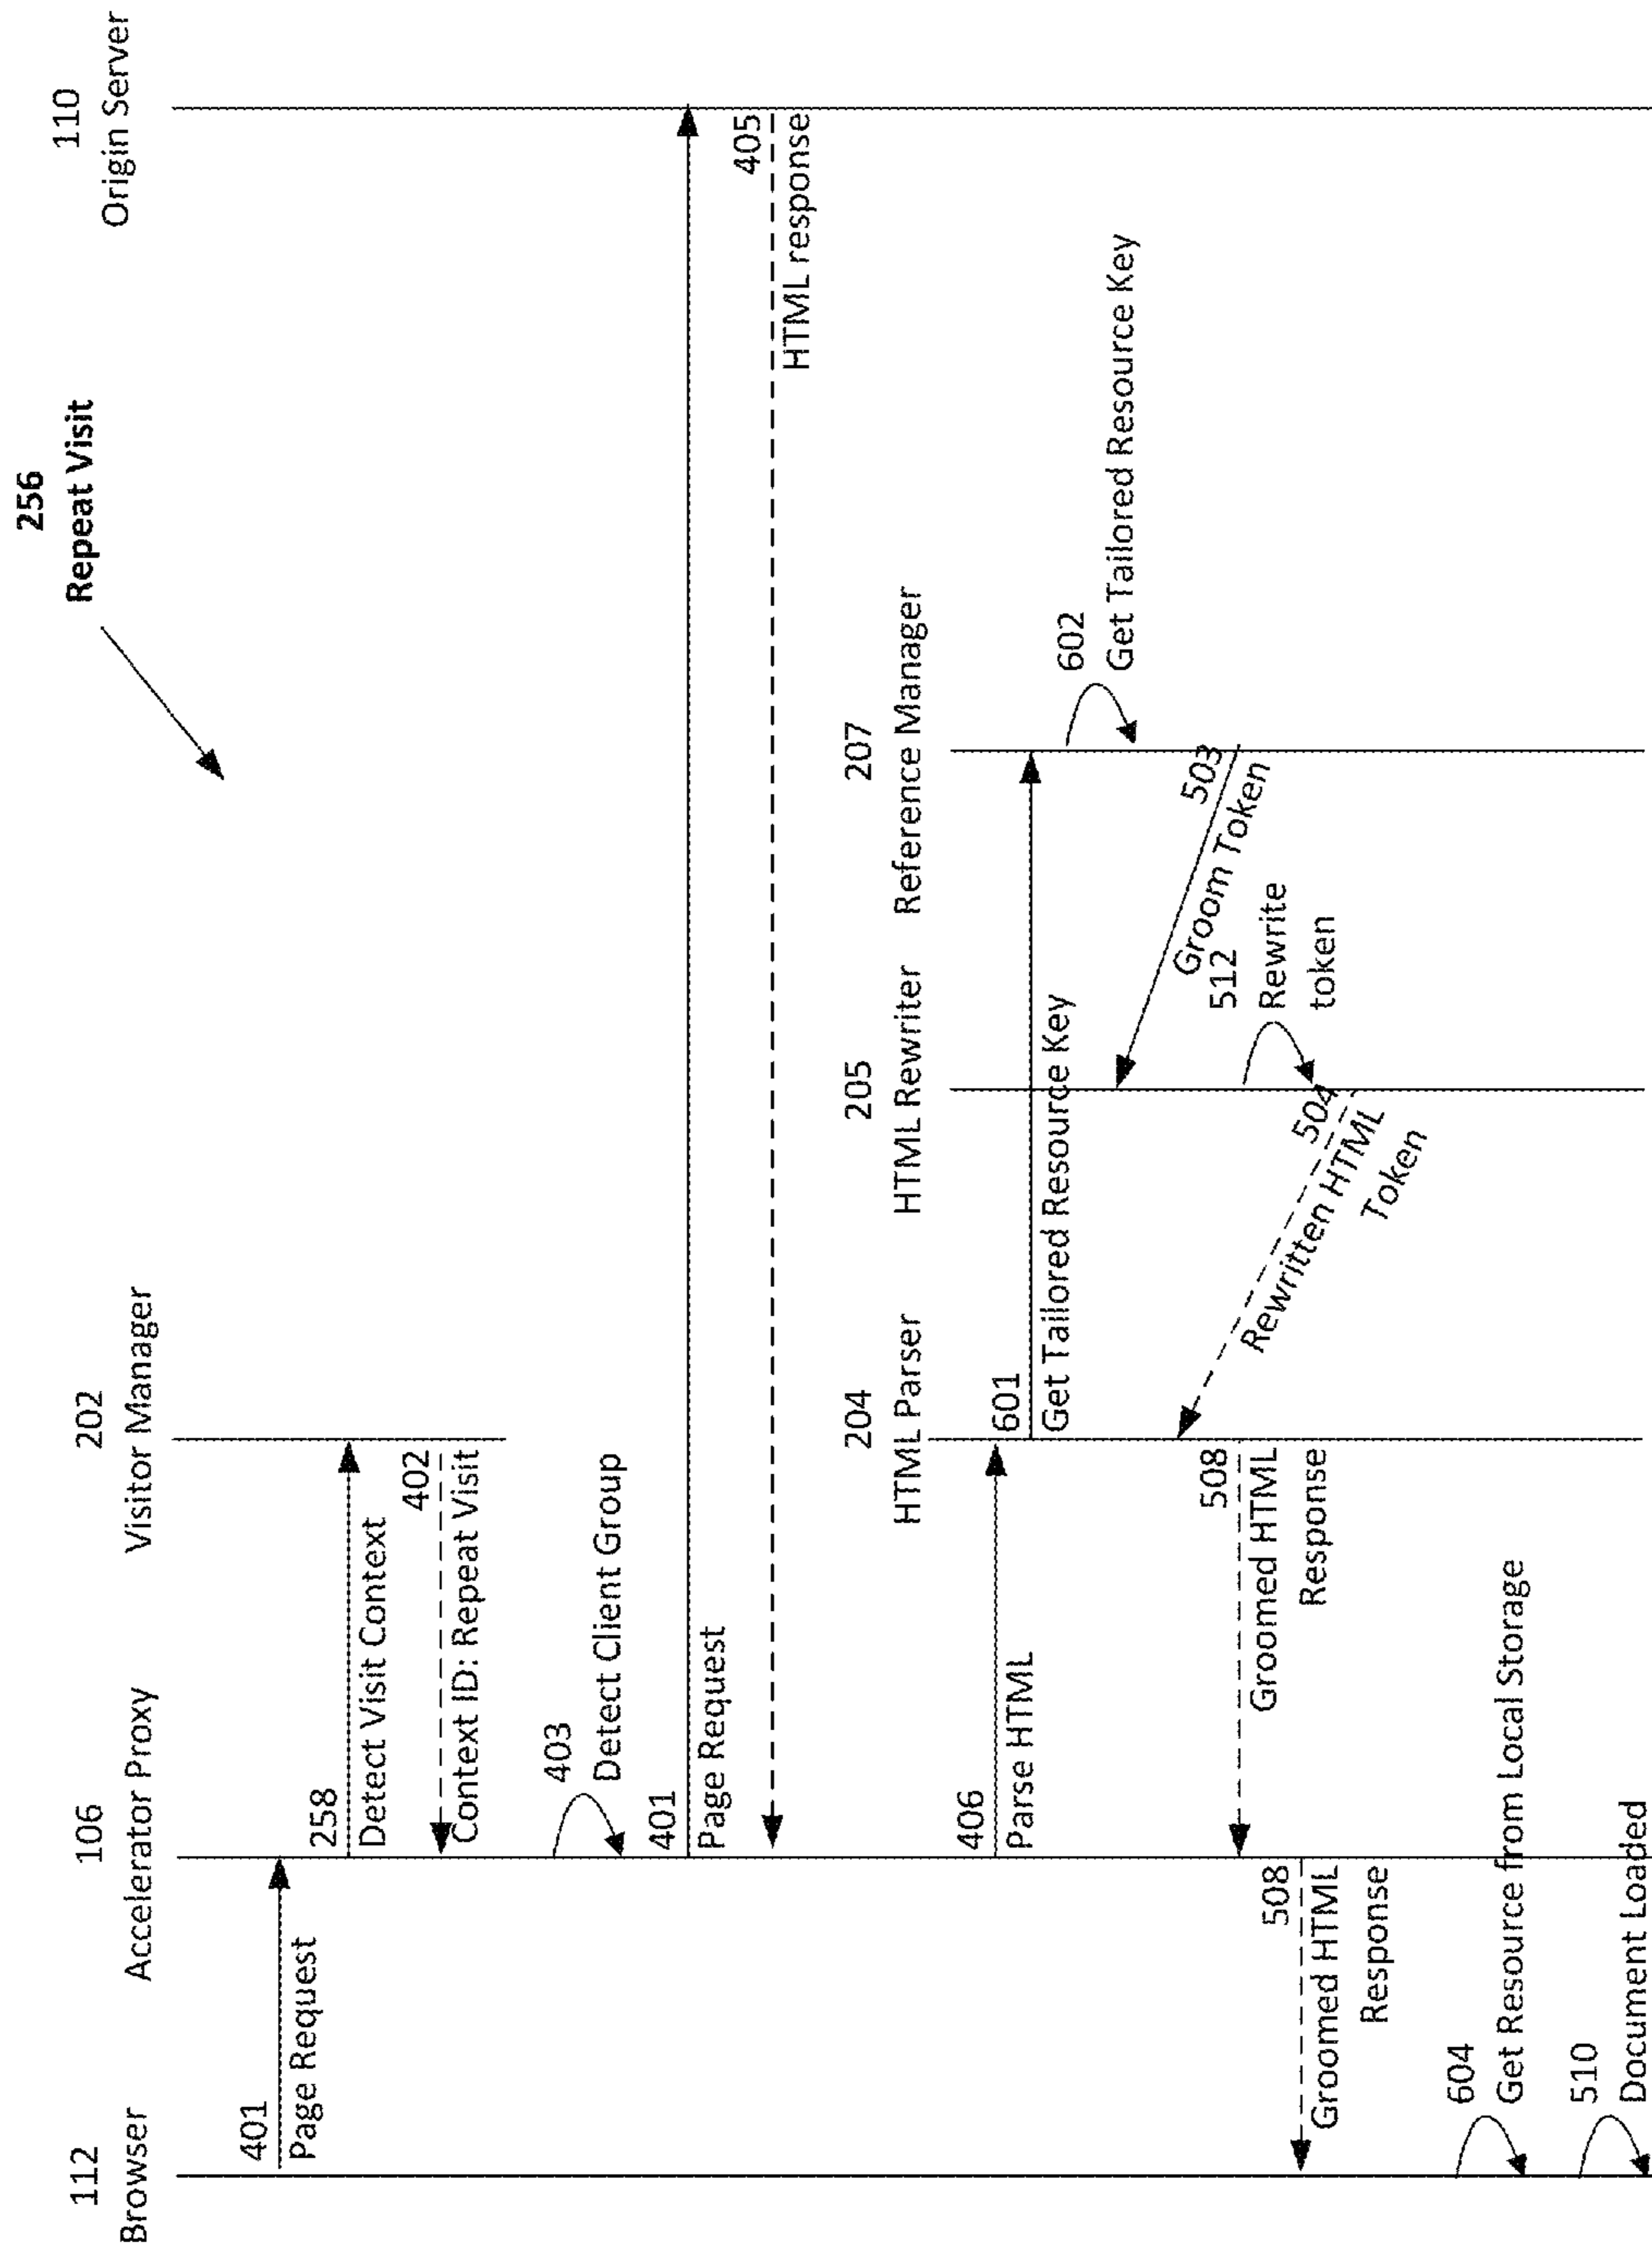 256
Repeat Visit
112
Browser
106
Accelerator Proxy
202
Visitor Manager
110
Origin Server
401
Page Request
258
Detect Visit Context
402
Context ID: Repeat Visit
403
Detect Client Group
401
Page Request
405
HTML response
204
HTML Parser
205
HTML Rewriter
207
Reference Manager
406
Parse HTML
601
Get Tailored Resource Key
602
Get Tailored Resource Key
503
Groom Token
512
Rewrite
token
504
Rewritten HTML
Token
508
Groomed HTML
Response
508
Groomed HTML
Response
604
Get Resource from Local Storage
510
Document Loaded